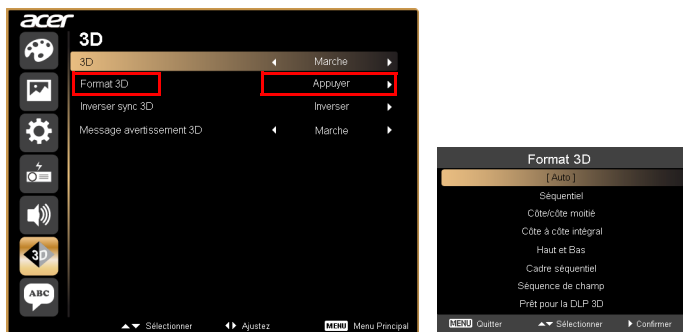 acer
3D
3D Marche
Format 3D Appuyer
Inverser sync 3D Inverser
Message avertissement 3D Marche
3D
ABC
Sélectionner Ajustez MENU Menu Principal
Format 3D
[ Auto ]
Séquentiel
Côte/côte moitié
Côte à côte intégral
Haut et Bas
Cadre séquentiel
Séquence de champ
Prêt pour la DLP 3D
MENU Quitter Sélectionner Confirmer